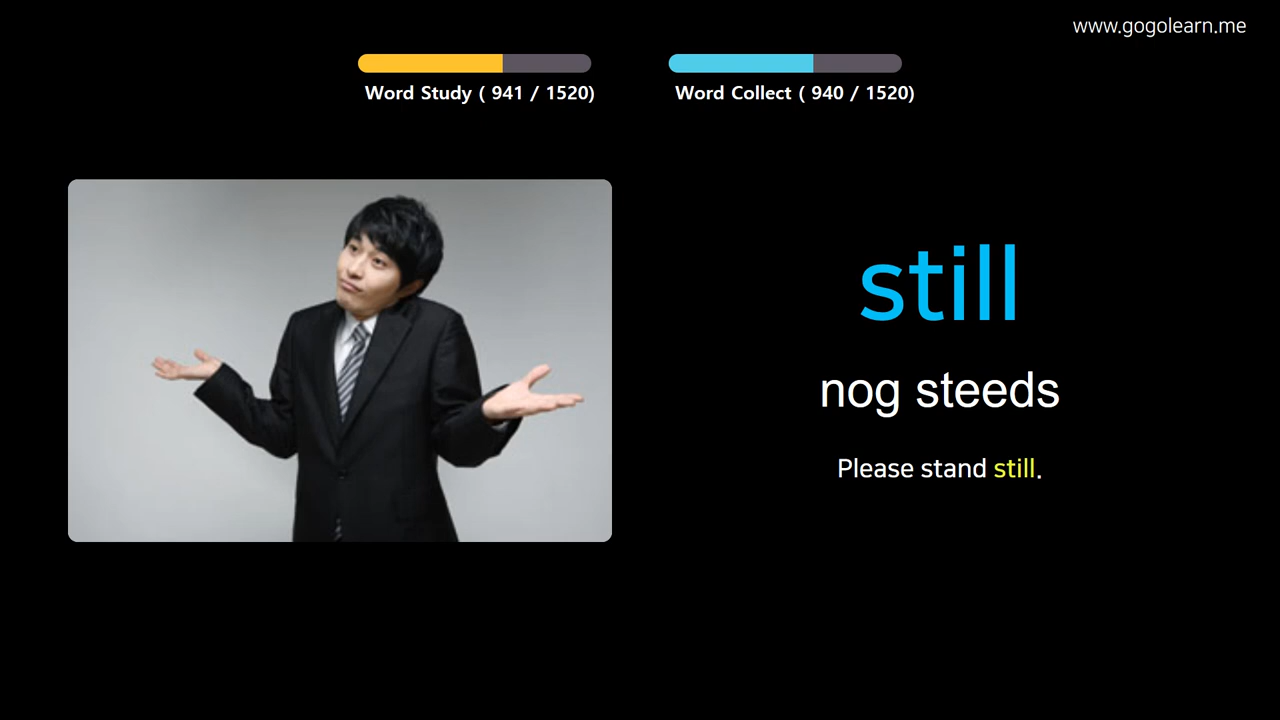 www.gogolearn.me
Word Study ( 941 / 1520)
Word Collect ( 940 / 1520)
still
nog steeds
Please stand still.